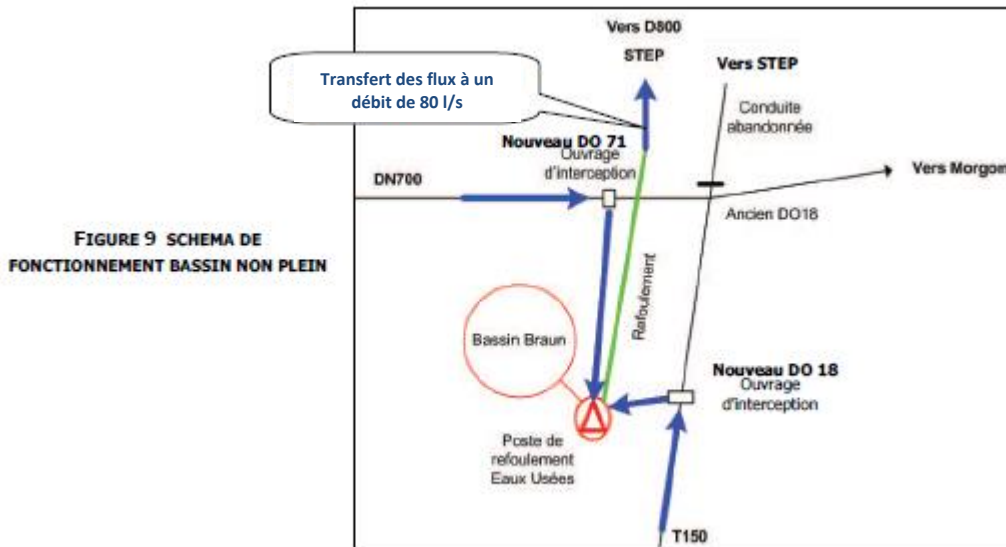 Vers D800
STEP
Transfert des flux à un
débit de 80 l/s
Vers STEP
Conduite
abandonnée
Nouveau DO 71
Ouvrage
d'interception
DN700
Vers Morgon
Ancien DO18
FIGURE 9 SCHEMA DE
FONCTIONNEMENT BASSIN NON PLEIN
Refoulement
Bassin Braun
Nouveau DO 18
Ouvrage
d'interception
Poste de
refoulement
Eaux Usées
T150